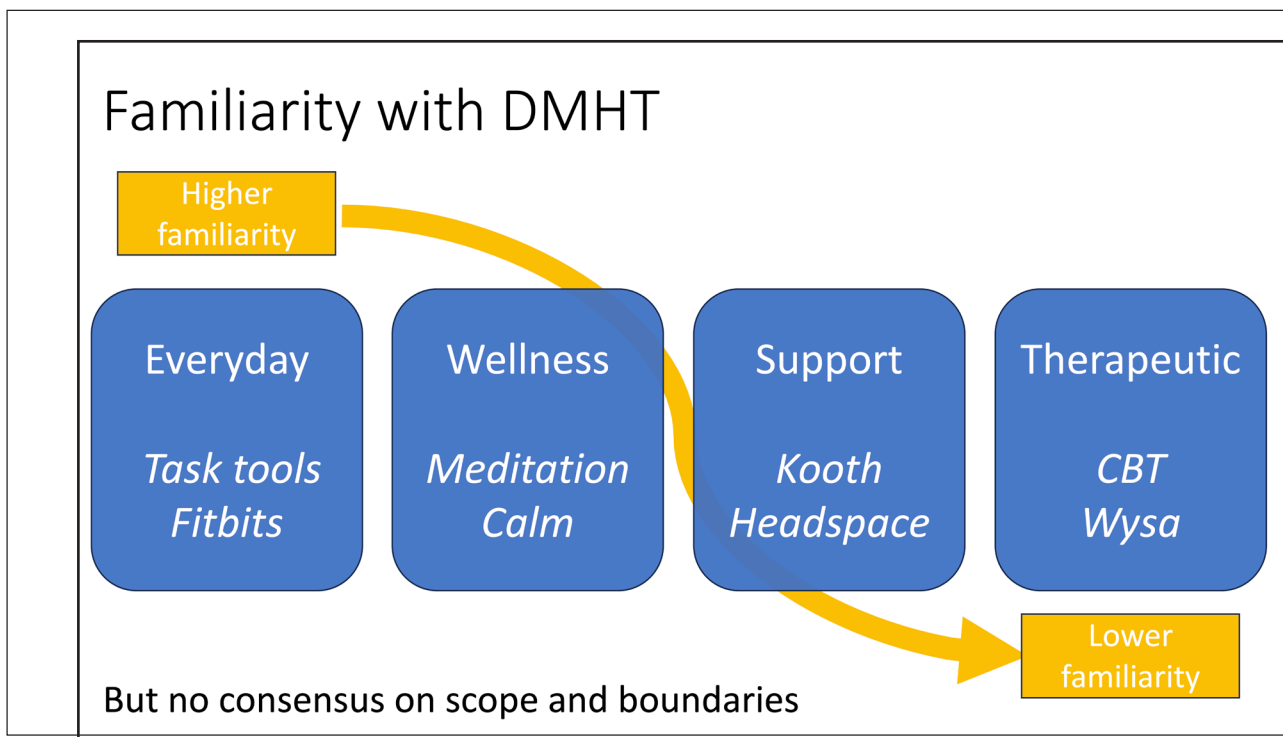 Familiarity with DMHT
Higher
familiarity
Everyday
Task tools
Fitbits
Wellness
Meditation
Calm
Support
Kooth
Headspace
Therapeutic
CBT
Wysa
Lower
familiarity
But no consensus on scope and boundaries